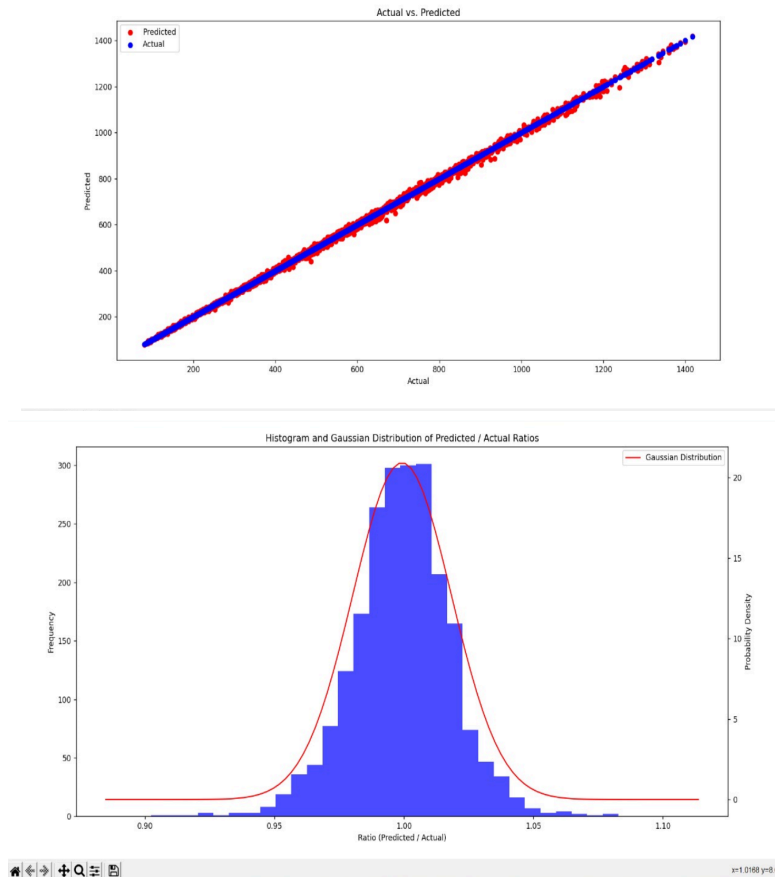 Actual vs. Predicted
Predicted
Actual
1400
1200
1000
800
600
400
200
Predicted
200 400 600 800 1000 1200 1400
Actual
Histogram and Gaussian Distribution of Predicted / Actual Ratios
Gaussian Distribution
300
250
200
150
100
50
0
Frequency
20
15
10
5
0
Probability Density
0.90 0.95 1.00 1.05 1.10
Ratio (Predicted / Actual)